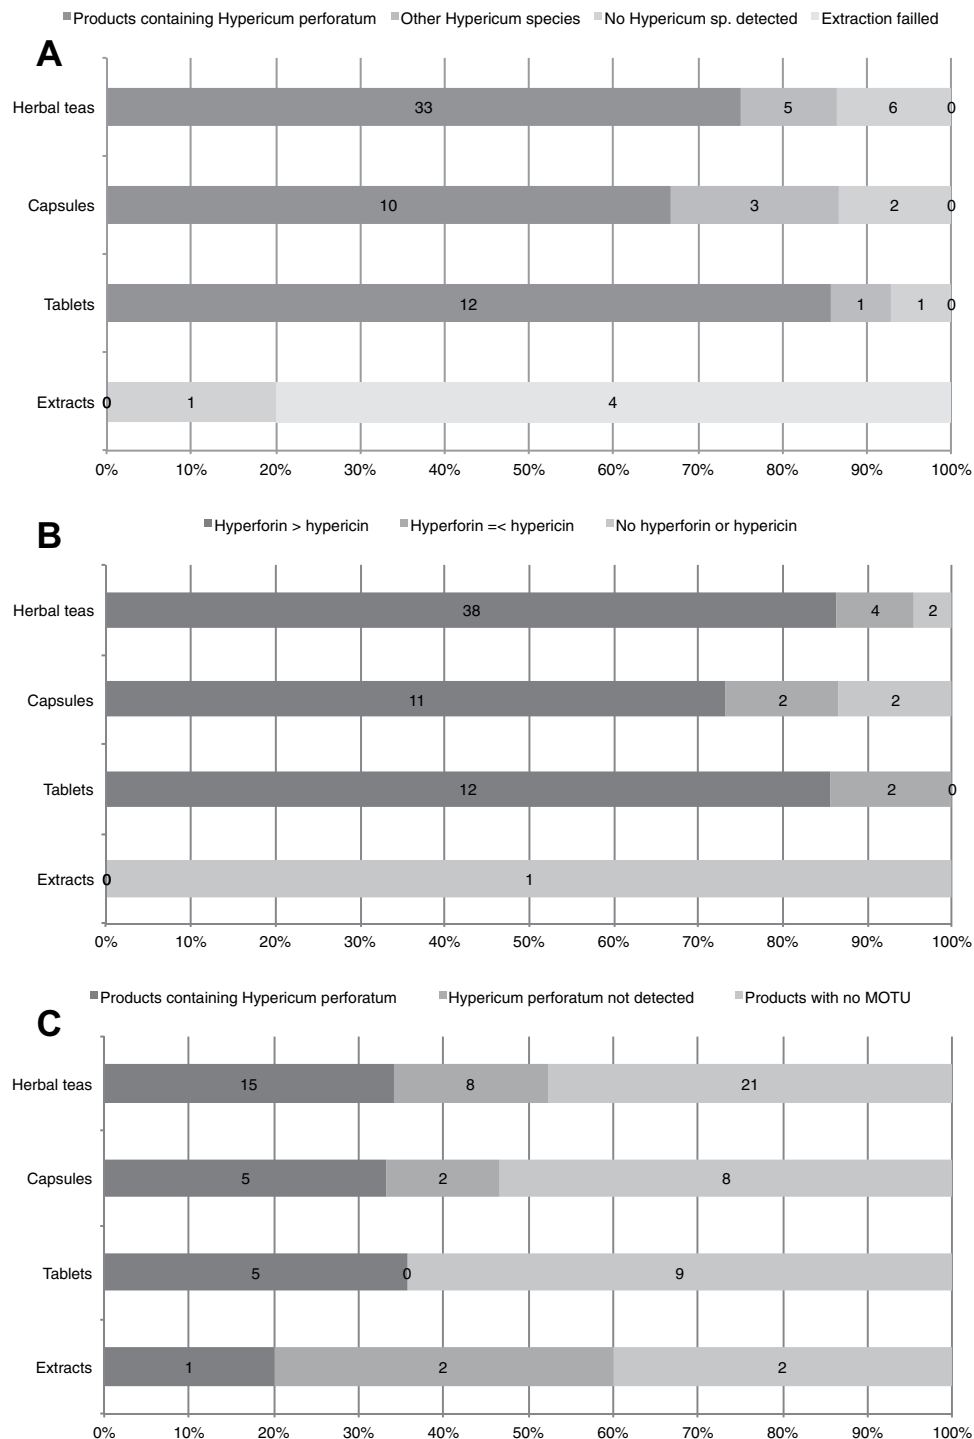 Products containing Hypericum perforatum Other Hypericum species No Hypericum sp. detected Extraction failled
A
Herbal teas 33 5 6 0
Capsules 10 3 2 0
Tablets 12 1 1 0
Extracts 0 1 4
0% 10% 20% 30% 40% 50% 60% 70% 80% 90% 100%
B
Hyperforin > hypericin Hyperforin =< hypericin No hyperforin or hypericin
Herbal teas 38 4 2
Capsules 11 2 2
Tablets 12 2 0
Extracts 0 1
0% 10% 20% 30% 40% 50% 60% 70% 80% 90% 100%
Products containing Hypericum perforatum Hypericum perforatum not detected Products with no MOTU
C
Herbal teas 15 8 21
Capsules 5 2 8
Tablets 5 0 9
Extracts 1 2 2
0% 10% 20% 30% 40% 50% 60% 70% 80% 90% 100%